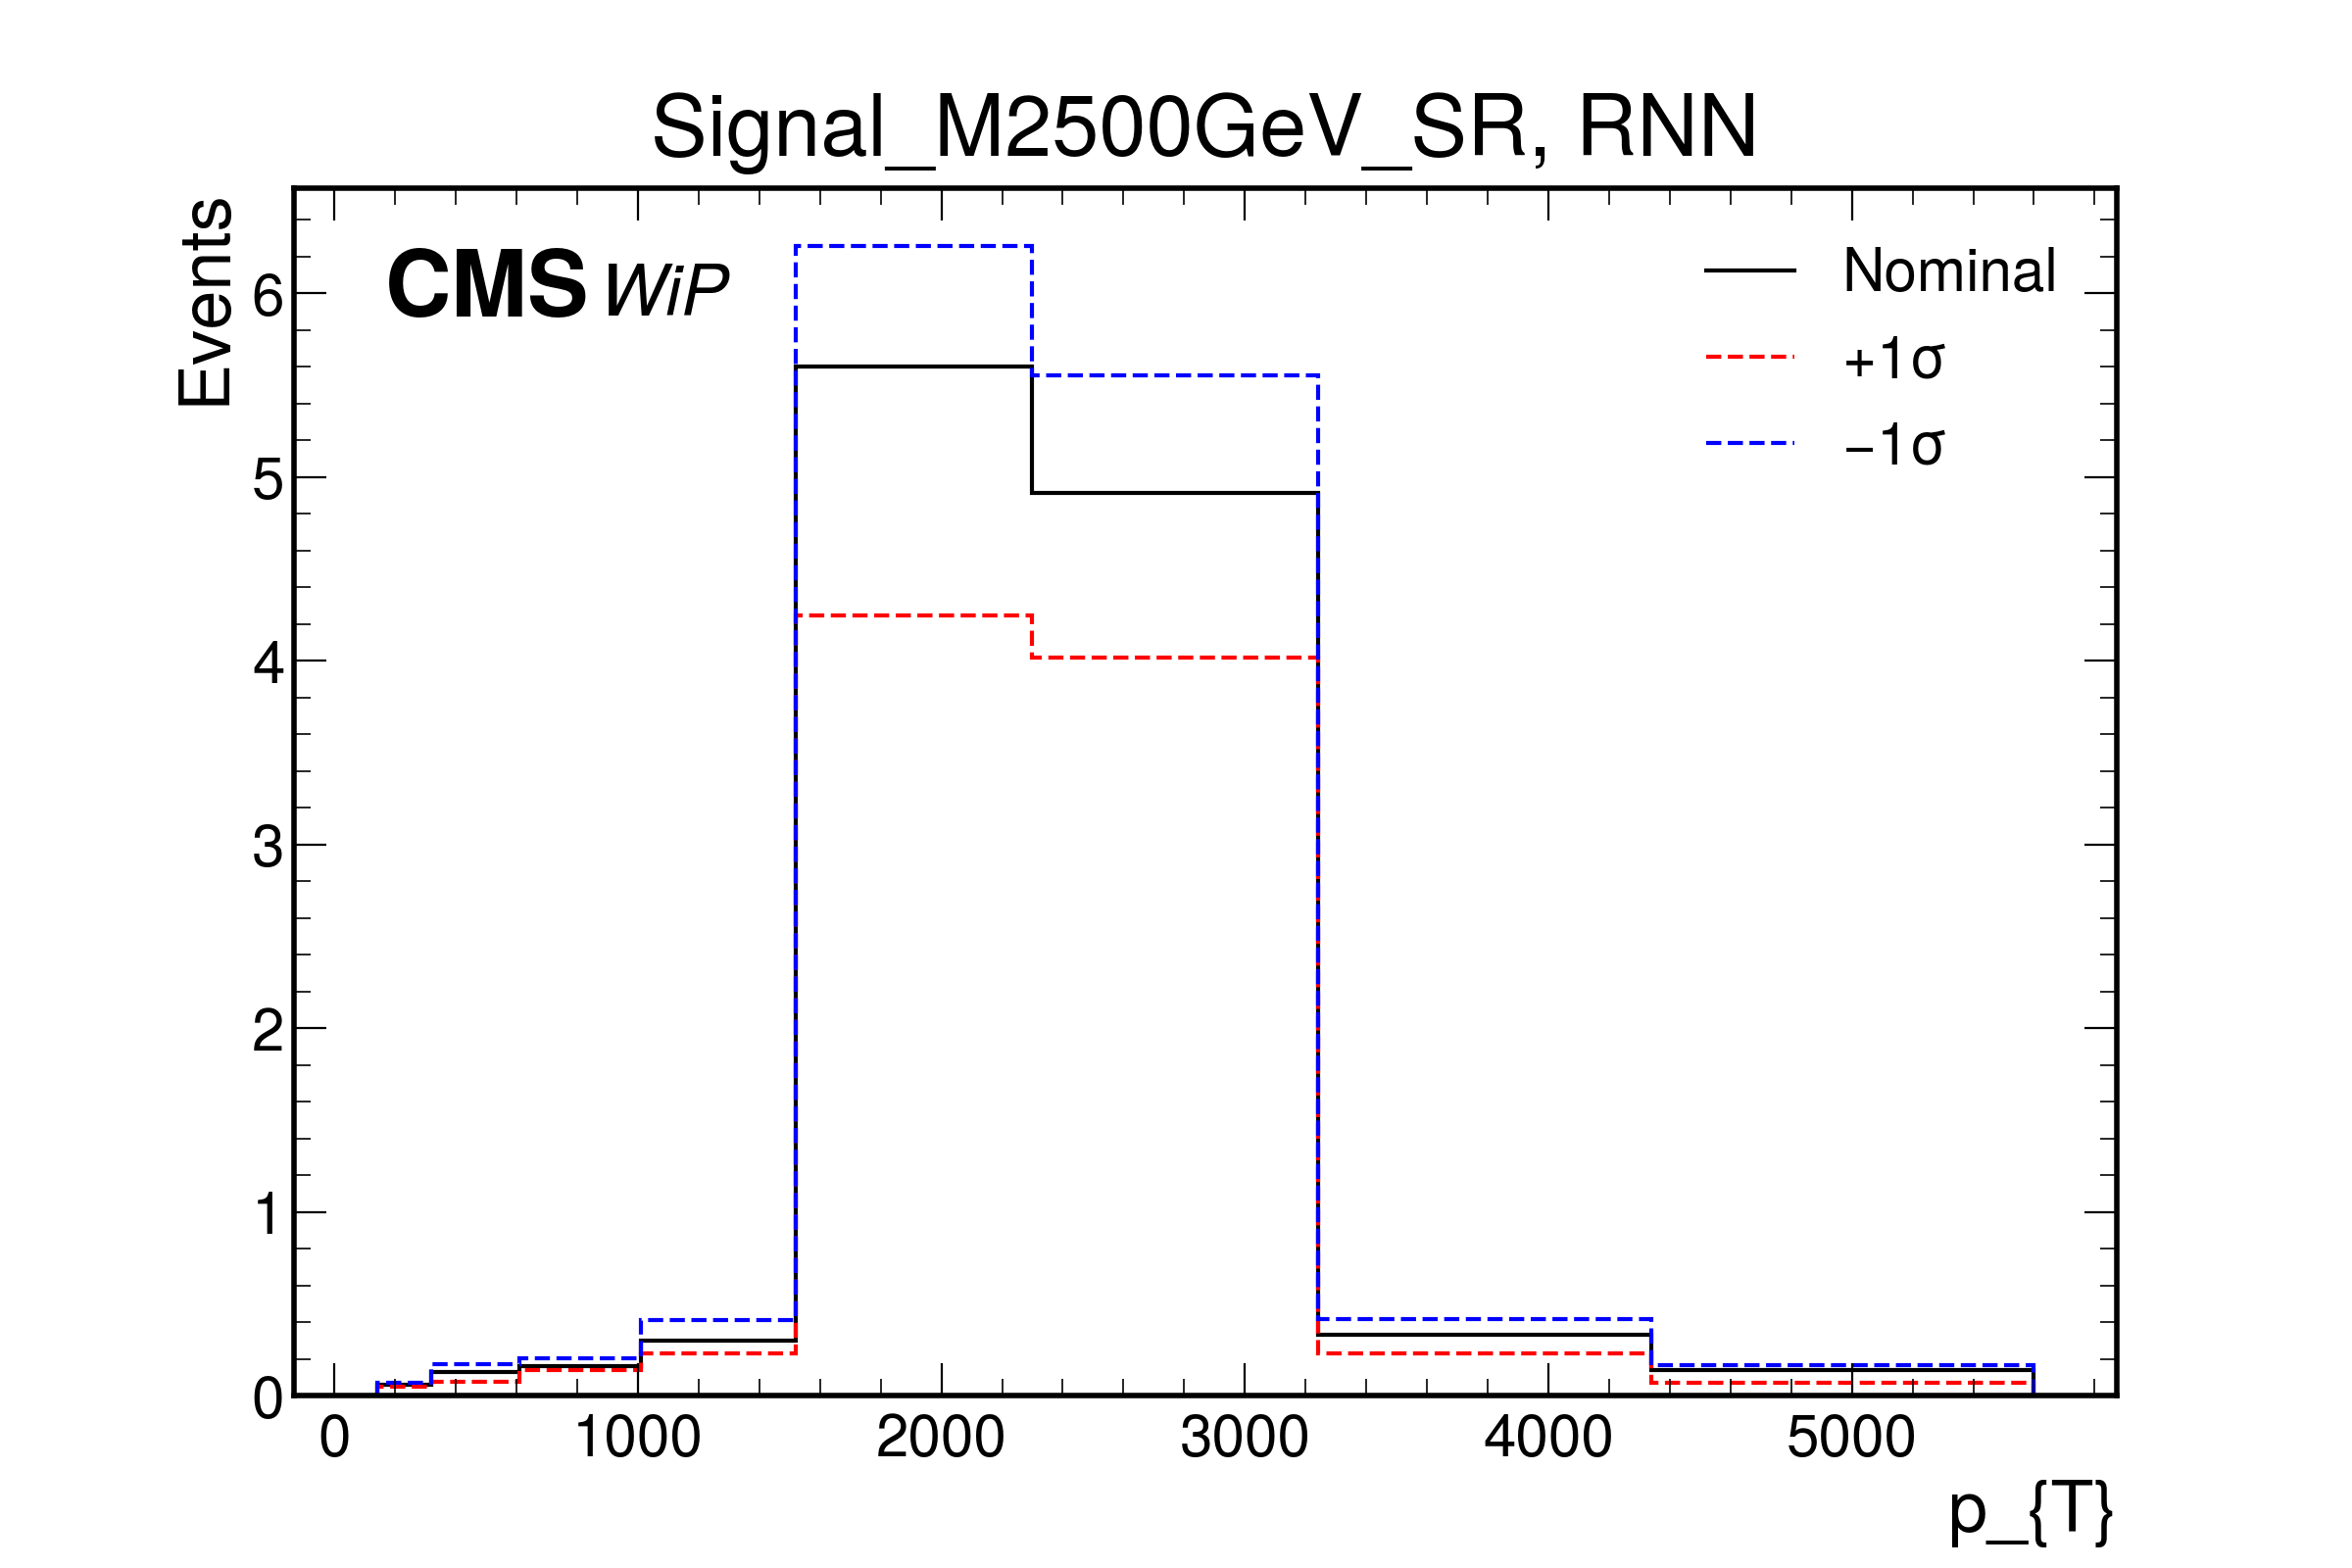 Signal_M2500GeV_SR, RNN
Events
CMS WiP
Nominal
+1σ
−1σ
6
5
4
3
2
1
0
0 1000 2000 3000 4000 5000
p_{T}